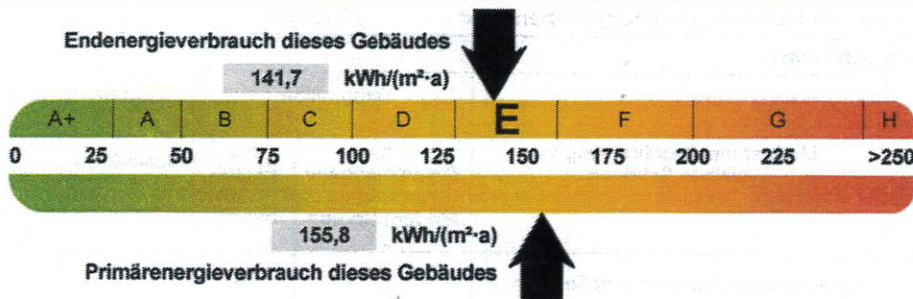 Endenergieverbrauch dieses Gebäudes
141,7 kWh/(m²·a)
A+ A B C D E F G H
0 25 50 75 100 125 150 175 200 225 >250
155,8 kWh/(m²·a)
Primärenergieverbrauch dieses Gebäudes